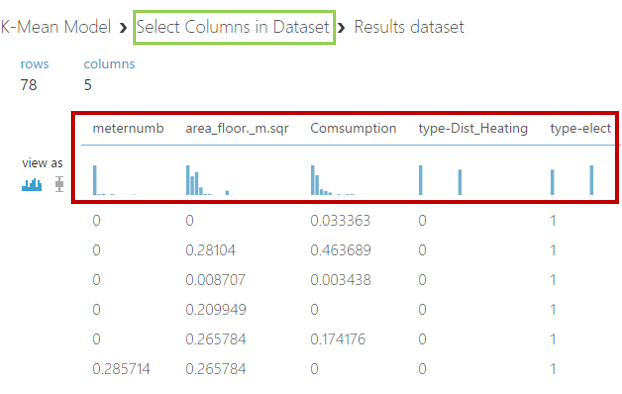 K-Mean Model ❯ Select Columns in Dataset ❯ Results dataset
rows columns
78 5
meternumb area_floor._m.sqr Comsumption type-Dist_Heating type-elect
view as
0 0 0.033363 0 1
0 0.28104 0.463689 0 1
0 0.008707 0.003438 0 1
0 0.209949 0 0 1
0 0.265784 0.174176 0 1
0.285714 0.265784 0 0 1